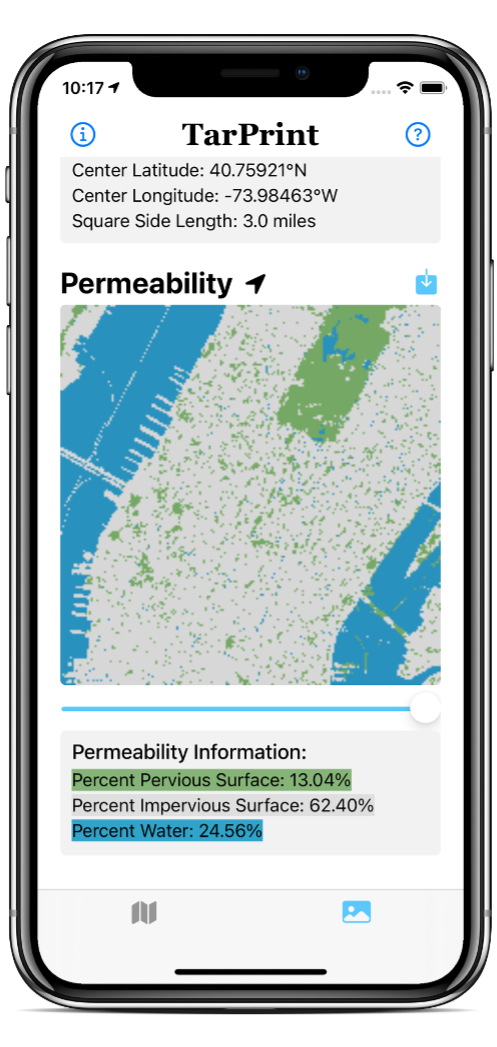 10:17
TarPrint
Center Latitude: 40.75921°N
Center Longitude: -73.98463°W
Square Side Length: 3.0 miles
Permeability
Permeability Information:
Percent Pervious Surface: 13.04%
Percent Impervious Surface: 62.40%
Percent Water: 24.56%